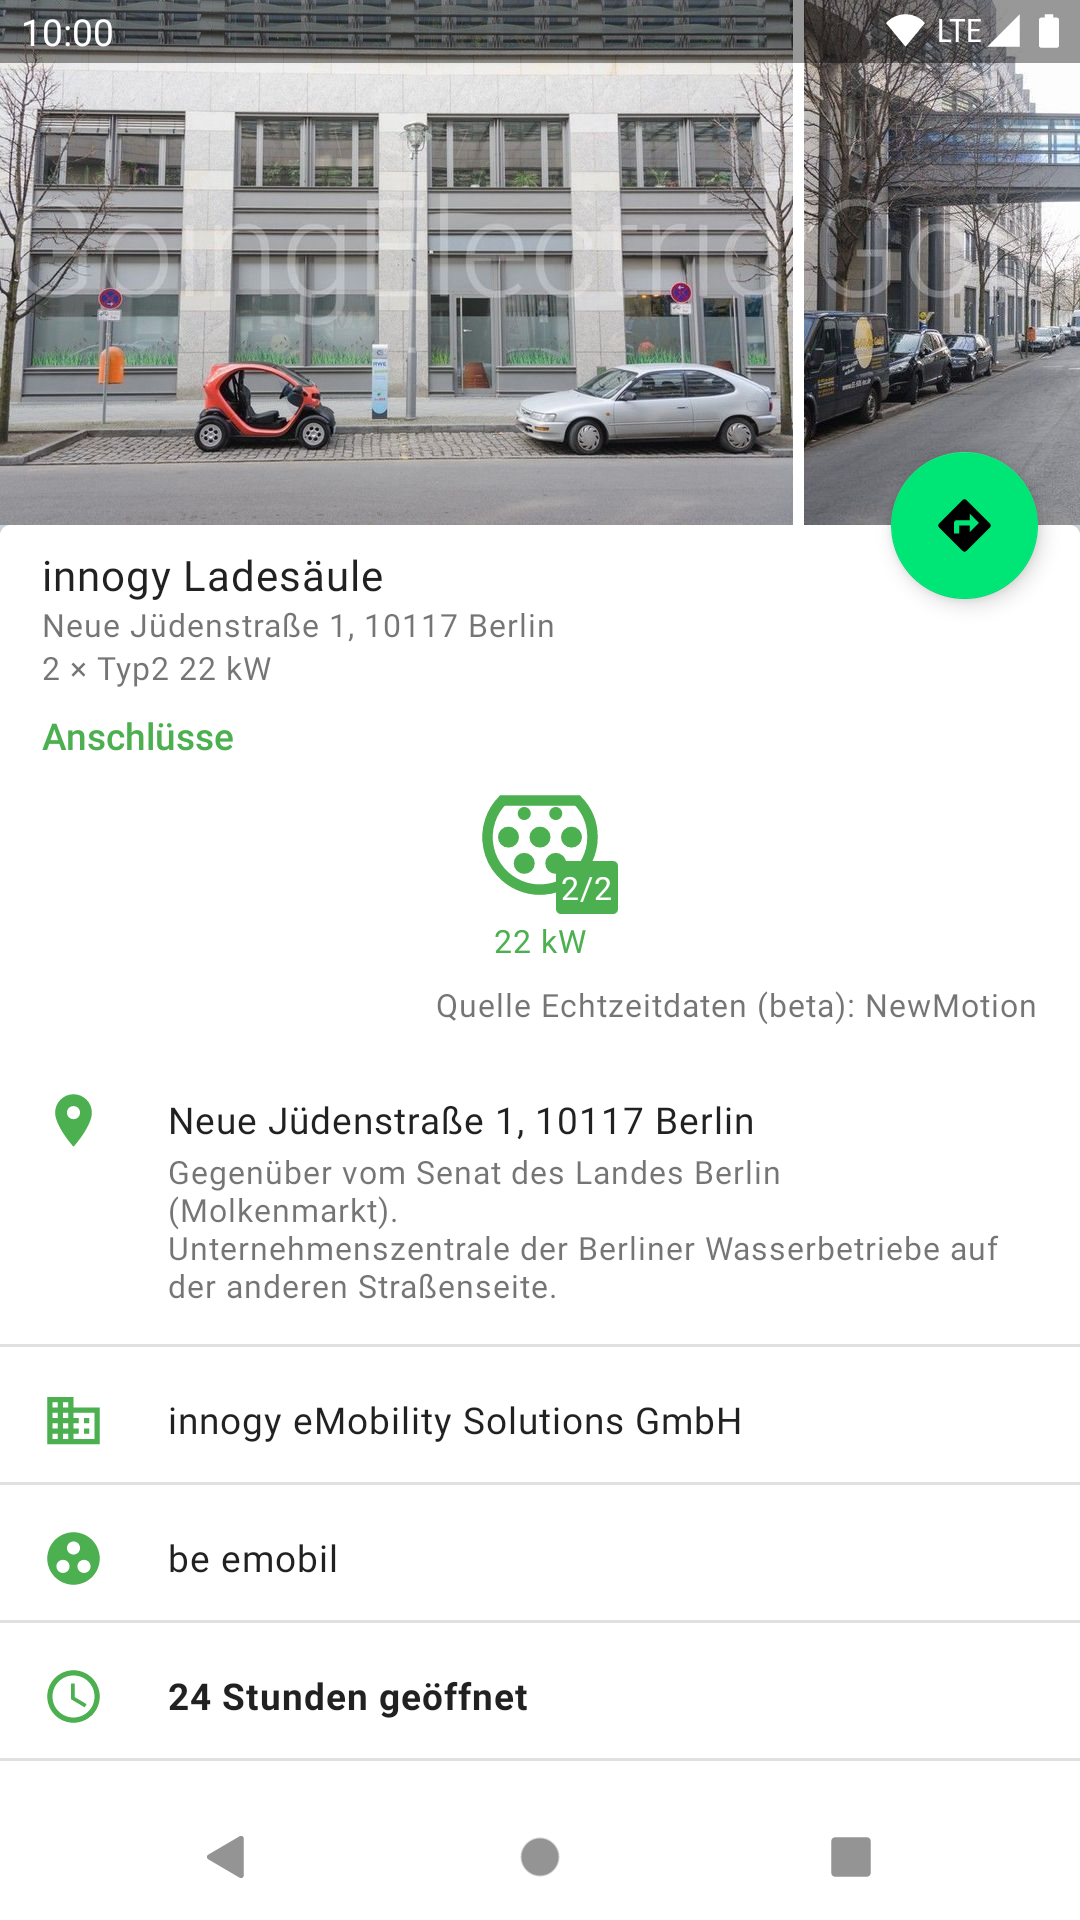 10:00 LTE
GoingElectric Go
RWE
innogy Ladesäule
Neue Jüdenstraße 1, 10117 Berlin
2 × Typ2 22 kW
Anschlüsse
2/2
22 kW
Quelle Echtzeitdaten (beta): NewMotion
Neue Jüdenstraße 1, 10117 Berlin
Gegenüber vom Senat des Landes Berlin
(Molkenmarkt).
Unternehmenszentrale der Berliner Wasserbetriebe auf
der anderen Straßenseite.
innogy eMobility Solutions GmbH
be emobil
24 Stunden geöffnet